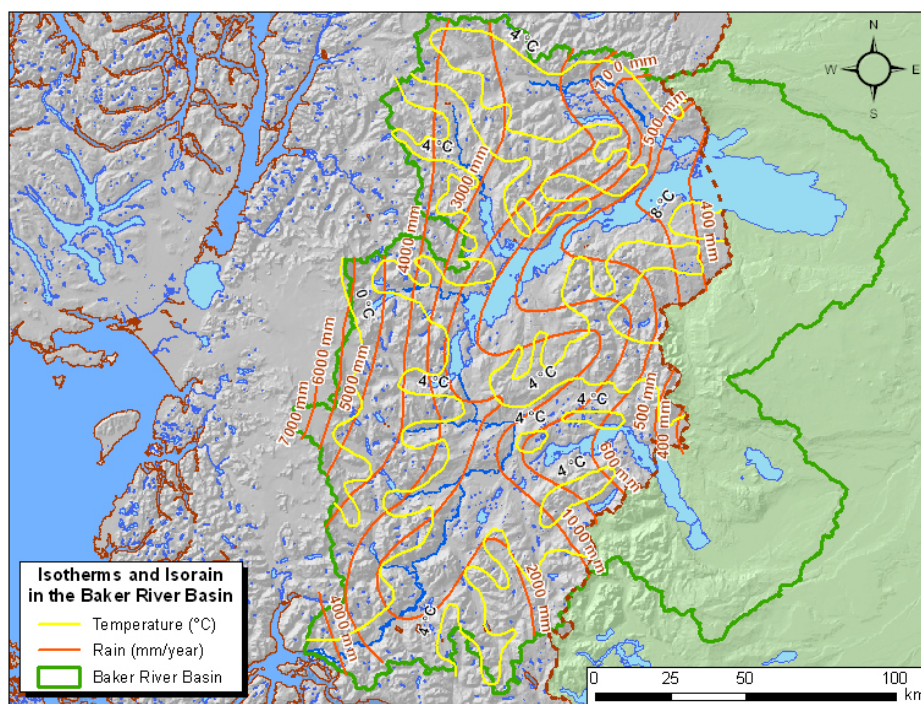 N
W E
S
4 °C
100 mm
500 mm
4 °C
3000 mm
8 °C
400 mm
4000 mm
0 °C
6000 mm
5000 mm
7000 mm
4 °C
4 °C
4 °C
4 °C
500 mm
400 mm
4 °C
600 mm
1000 mm
2000 mm
4000 mm
4 °C
Isotherms and Isorain
in the Baker River Basin
Temperature (°C)
Rain (mm/year)
Baker River Basin
0 25 50 100
km